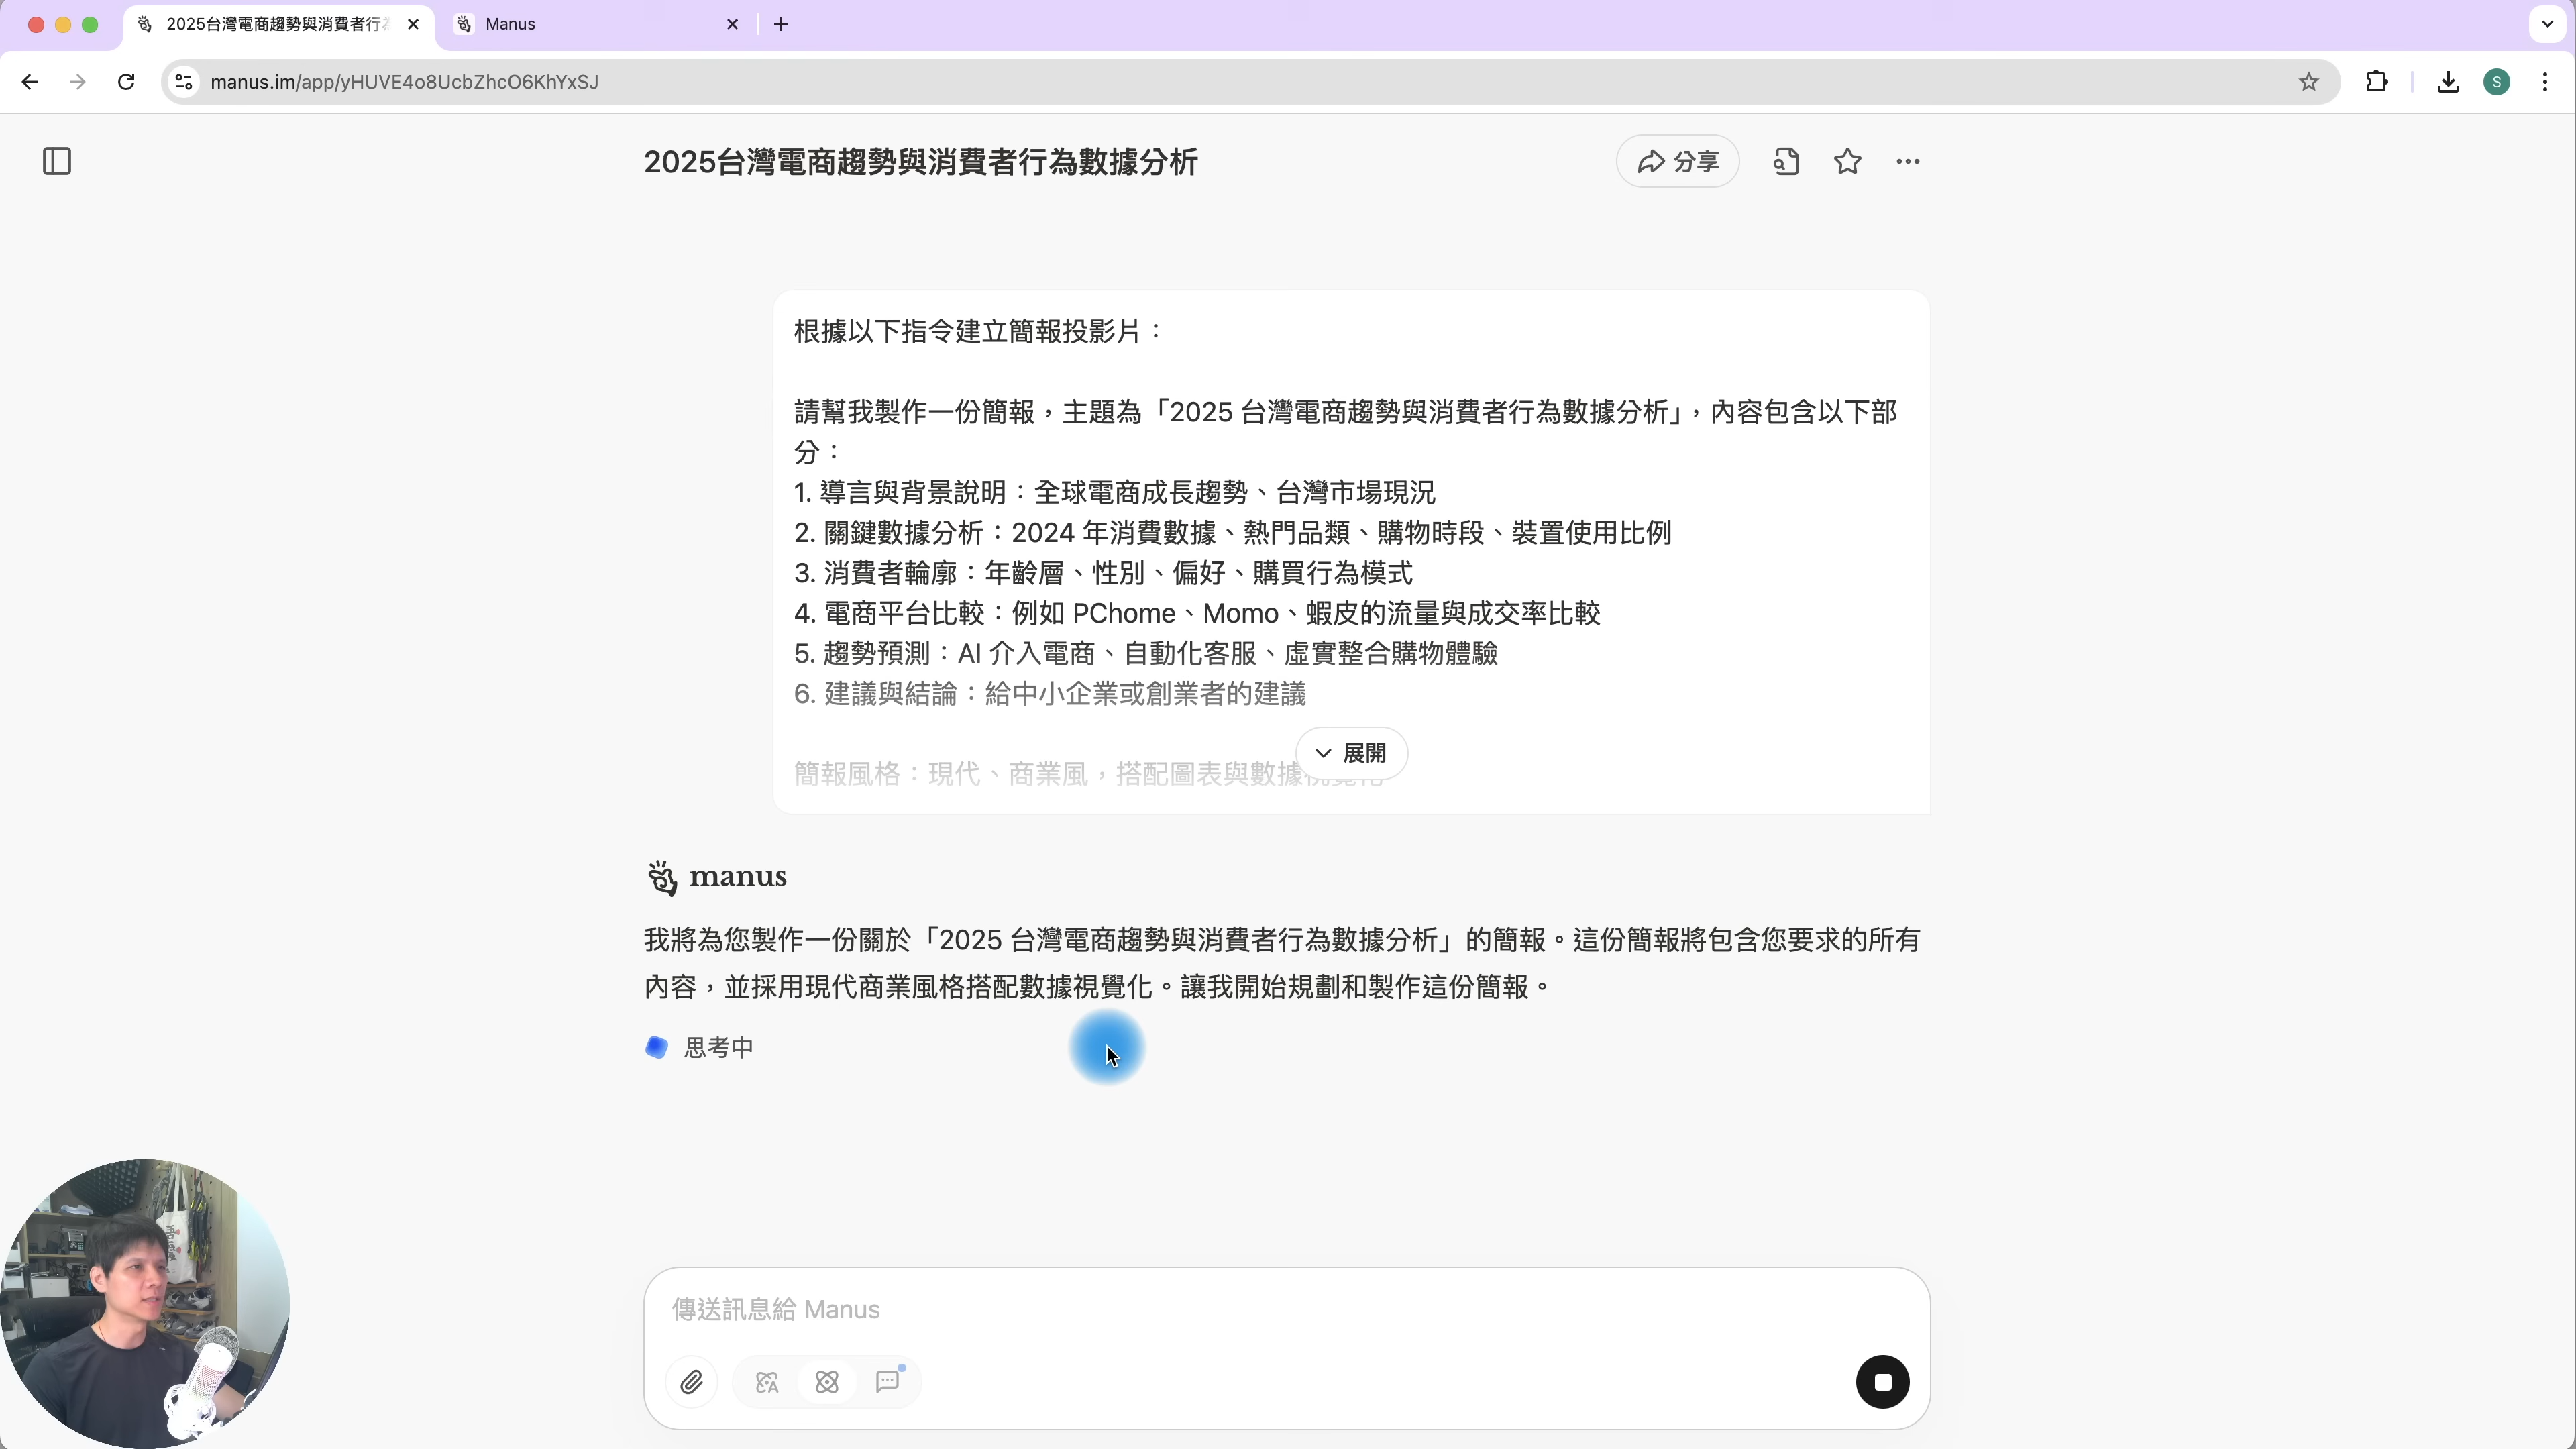 2025台灣電商趨勢與消費者行為
Manus
manus.im/app/yHUVE4o8UcbZhcO6KhYxSJ
S
2025台灣電商趨勢與消費者行為數據分析
分享
根據以下指令建立簡報投影片：
請幫我製作一份簡報，主題為「2025 台灣電商趨勢與消費者行為數據分析」，內容包含以下部
分：
1. 導言與背景說明：全球電商成長趨勢、台灣市場現況
2. 關鍵數據分析：2024 年消費數據、熱門品類、購物時段、裝置使用比例
3. 消費者輪廓：年齡層、性別、偏好、購買行為模式
4. 電商平台比較：例如 PChome、Momo、蝦皮的流量與成交率比較
5. 趨勢預測：AI 介入電商、自動化客服、虛實整合購物體驗
6. 建議與結論：給中小企業或創業者的建議
展開
簡報風格：現代、商業風，搭配圖表與數據視覺化
manus
我將為您製作一份關於「2025 台灣電商趨勢與消費者行為數據分析」的簡報。這份簡報將包含您要求的所有
內容，並採用現代商業風格搭配數據視覺化。讓我開始規劃和製作這份簡報。
思考中
傳送訊息給 Manus